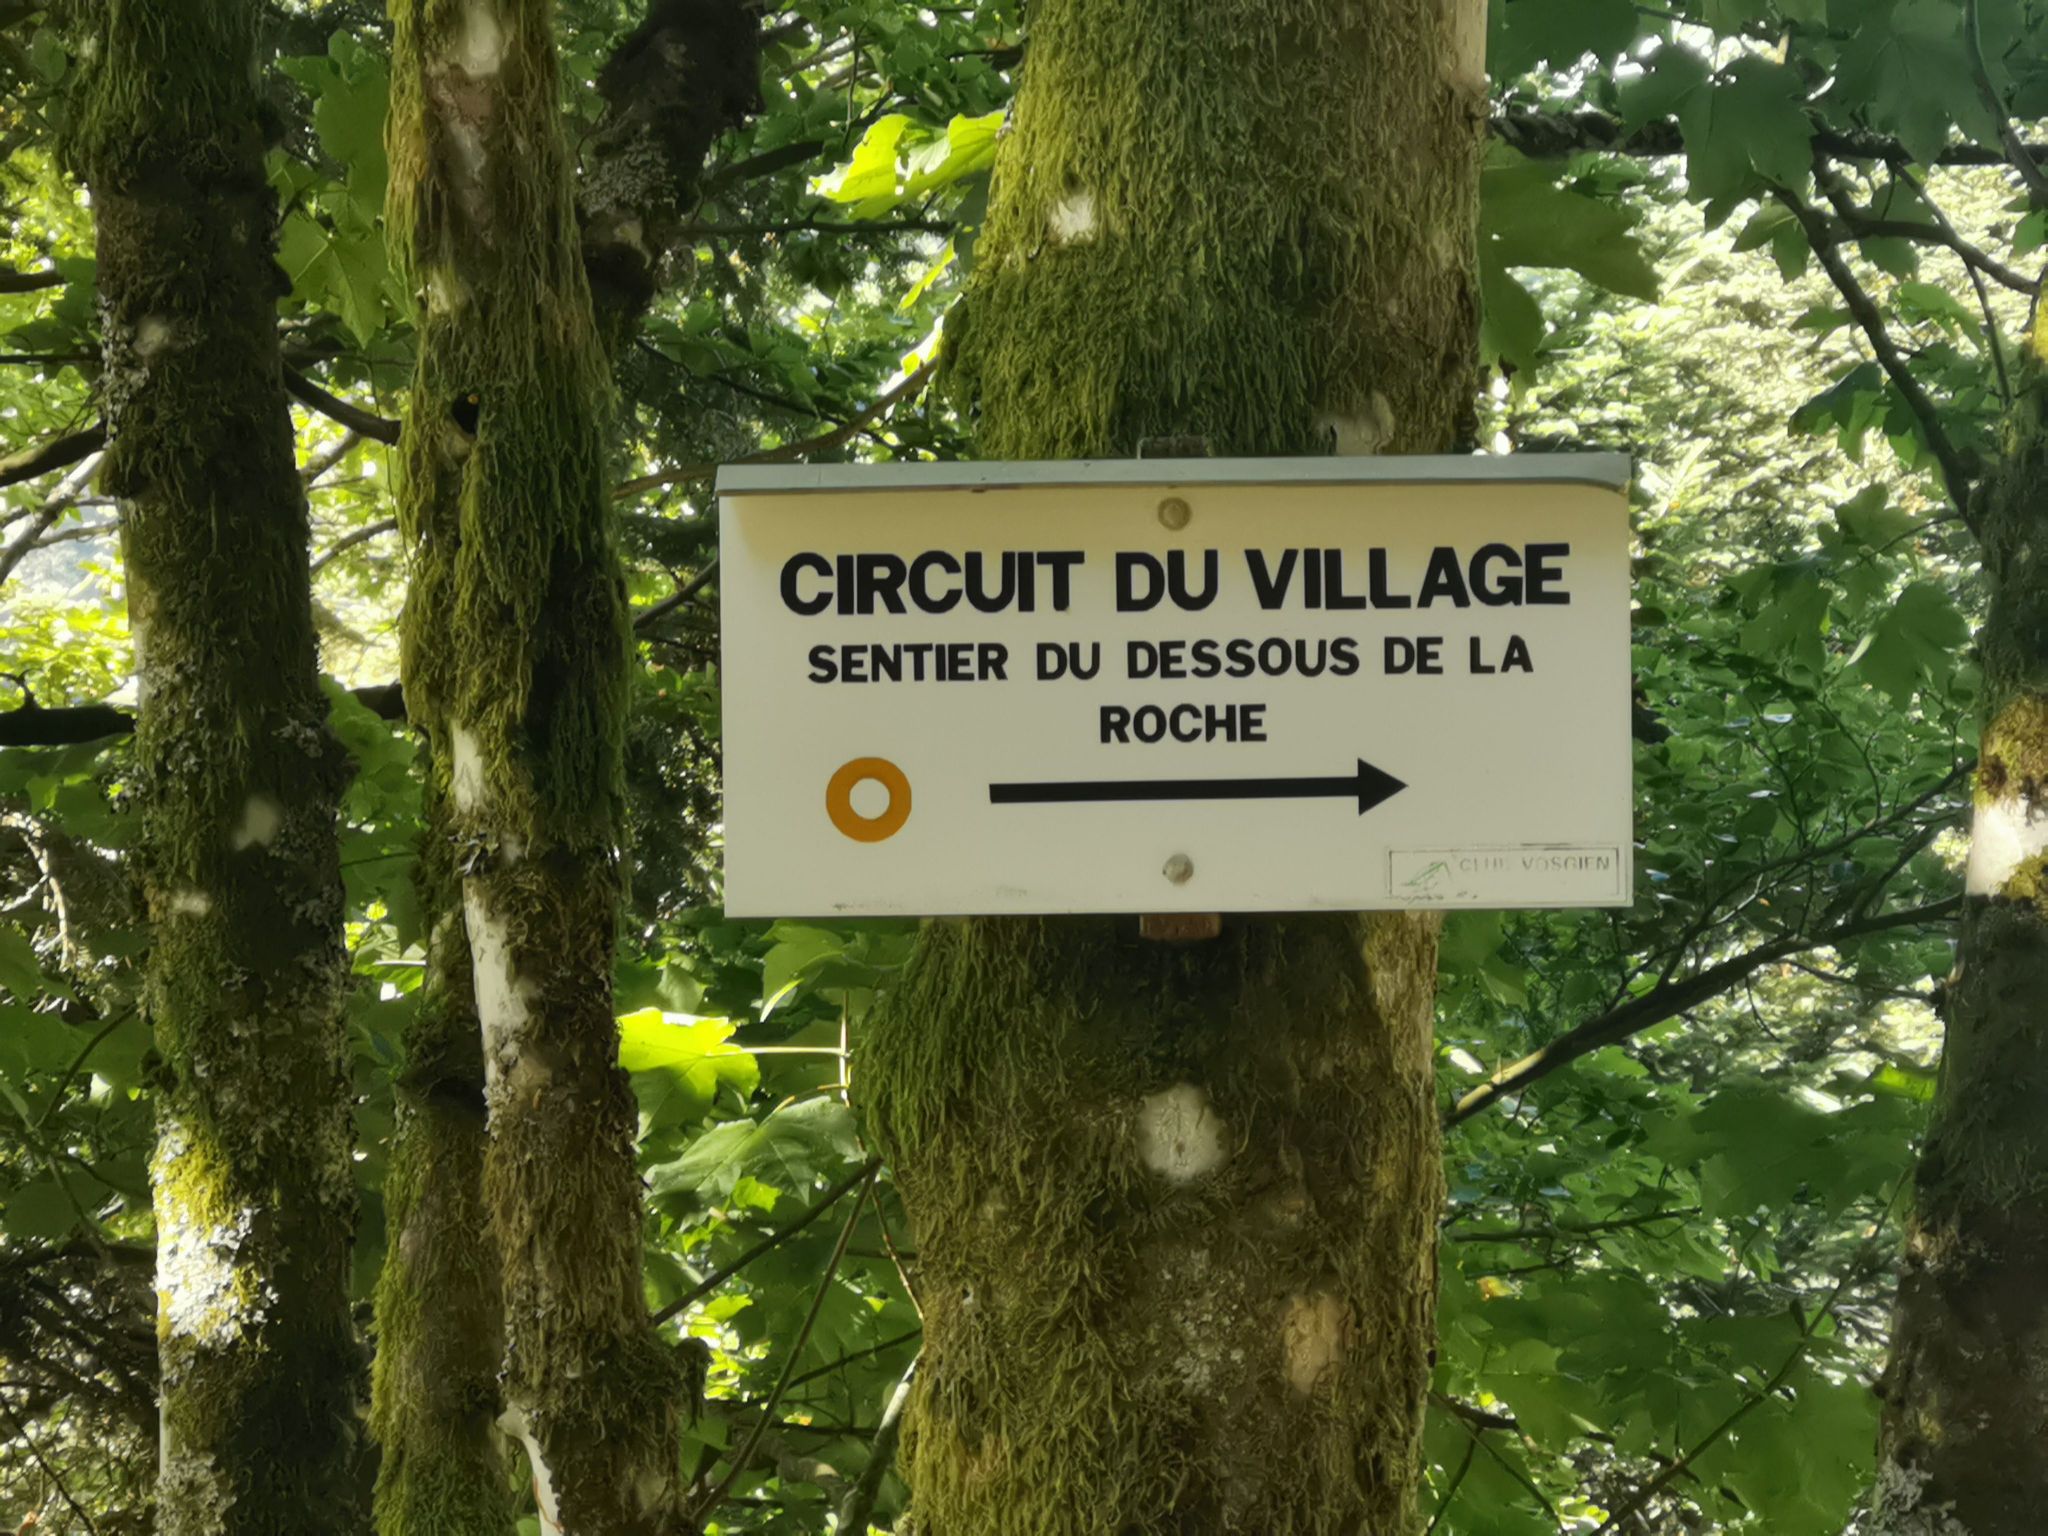 CIRCUIT DU VILLAGE
SENTIER DU DESSOUS DE LA
ROCHE
CLUB VOSGIEN